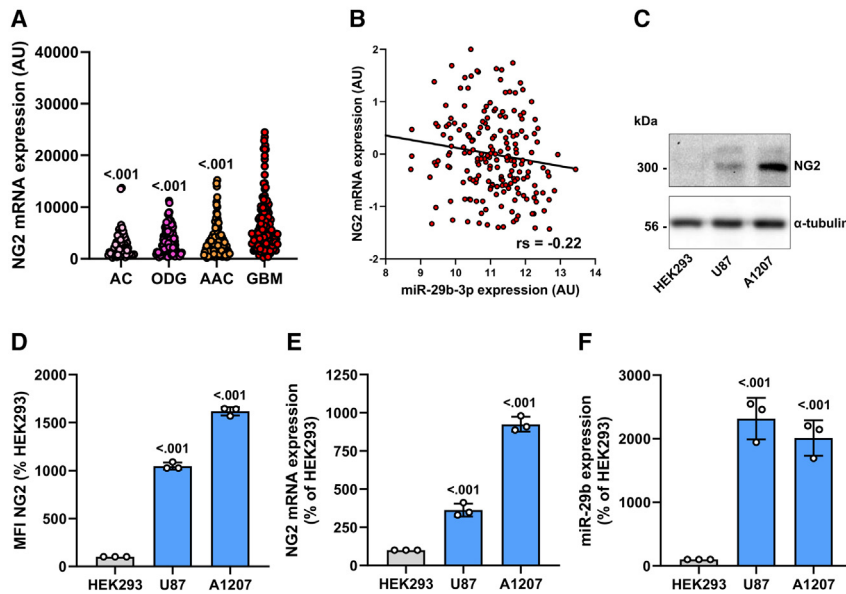 A
NG2 mRNA expression (AU)
40000
30000
20000
10000
0
<.001
<.001
<.001
AC
ODG
AAC
GBM
B
NG2 mRNA expression (AU)
2
1
0
-1
-2
rs = -0.22
8
9
10
11
12
13
14
miR-29b-3p expression (AU)
C
kDa
300 -
NG2
56 -
α-tubulin
HEK293
U87
A1207
D
MFI NG2 (% HEK293)
2000
1500
1000
500
0
<.001
<.001
HEK293
U87
A1207
E
NG2 mRNA expression
(% of HEK293)
1250
1000
750
500
250
0
<.001
<.001
HEK293
U87
A1207
F
miR-29b expression
(% of HEK293)
3000
2000
1000
0
<.001
<.001
HEK293
U87
A1207